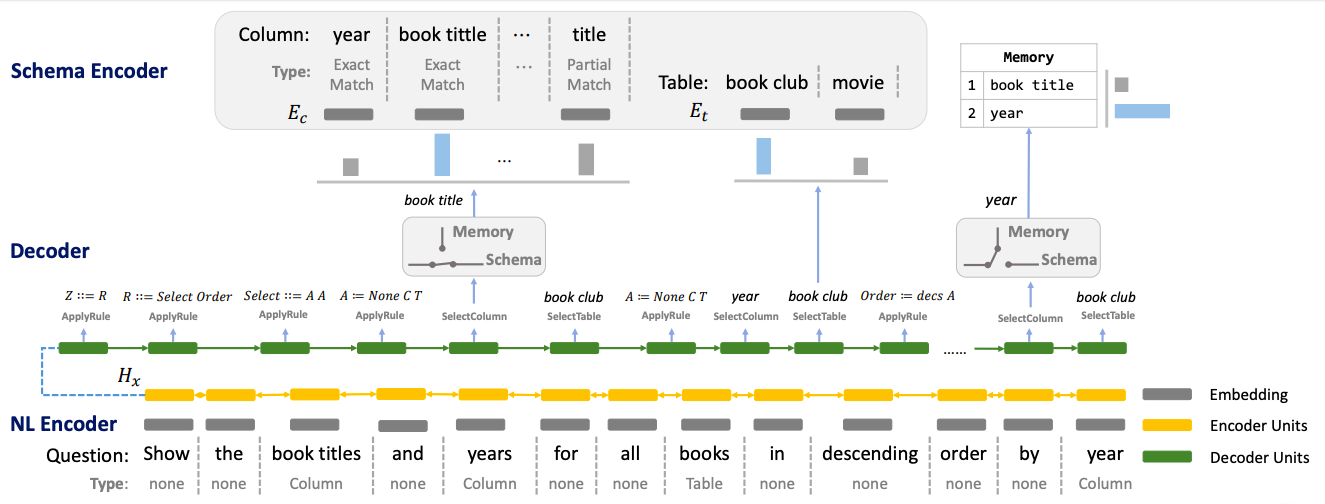 Schema Encoder
Column: year book tittle ... title
Type: Exact Match Exact Match ... Partial Match
E_c
Table: book club movie
E_t
...
Memory
1 book title
2 year
book title
year
Decoder
Memory
Schema
Memory
Schema
Z ::= R R ::= Select Order Select ::= A A A ::= None C T book club A ::= None C T year book club Order ::= decs A book club
ApplyRule ApplyRule ApplyRule ApplyRule SelectColumn SelectTable ApplyRule SelectColumn SelectTable ApplyRule SelectColumn SelectTable
......
H_x
NL Encoder
Embedding
Encoder Units
Decoder Units
Question: Show the book titles and years for all books in descending order by year
Type: none none Column none Column none none Table none none none none Column